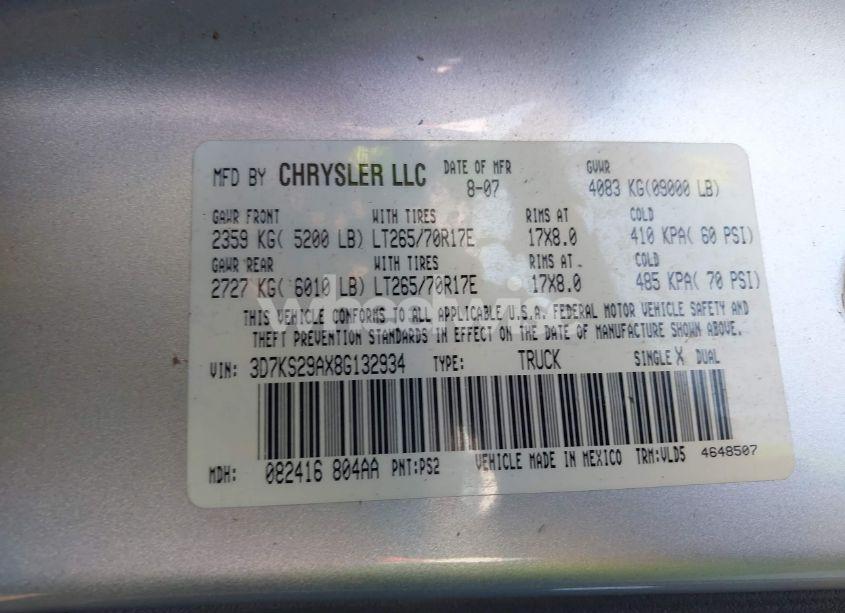 MFD BY CHRYSLER LLC DATE OF MFR 8-07 GVWR 4083 KG(09000 LB)
GAWR FRONT WITH TIRES RIMS AT COLD
2359 KG( 5200 LB) LT265/70R17E 17X8.0 410 KPA( 60 PSI)
GAWR REAR WITH TIRES RIMS AT COLD
2727 KG( 6010 LB) LT265/70R17E 17X8.0 485 KPA( 70 PSI)
THIS VEHICLE CONFORMS TO ALL APPLICABLE U.S.A. FEDERAL MOTOR VEHICLE SAFETY AND
THEFT PREVENTION STANDARDS IN EFFECT ON THE DATE OF MANUFACTURE SHOWN ABOVE.
VIN: 3D7KS29AX8G132934 TYPE: TRUCK SINGLE X DUAL
MDH: 082416 804AA PNT:PS2 VEHICLE MADE IN MEXICO TRM:VLD5 4648507